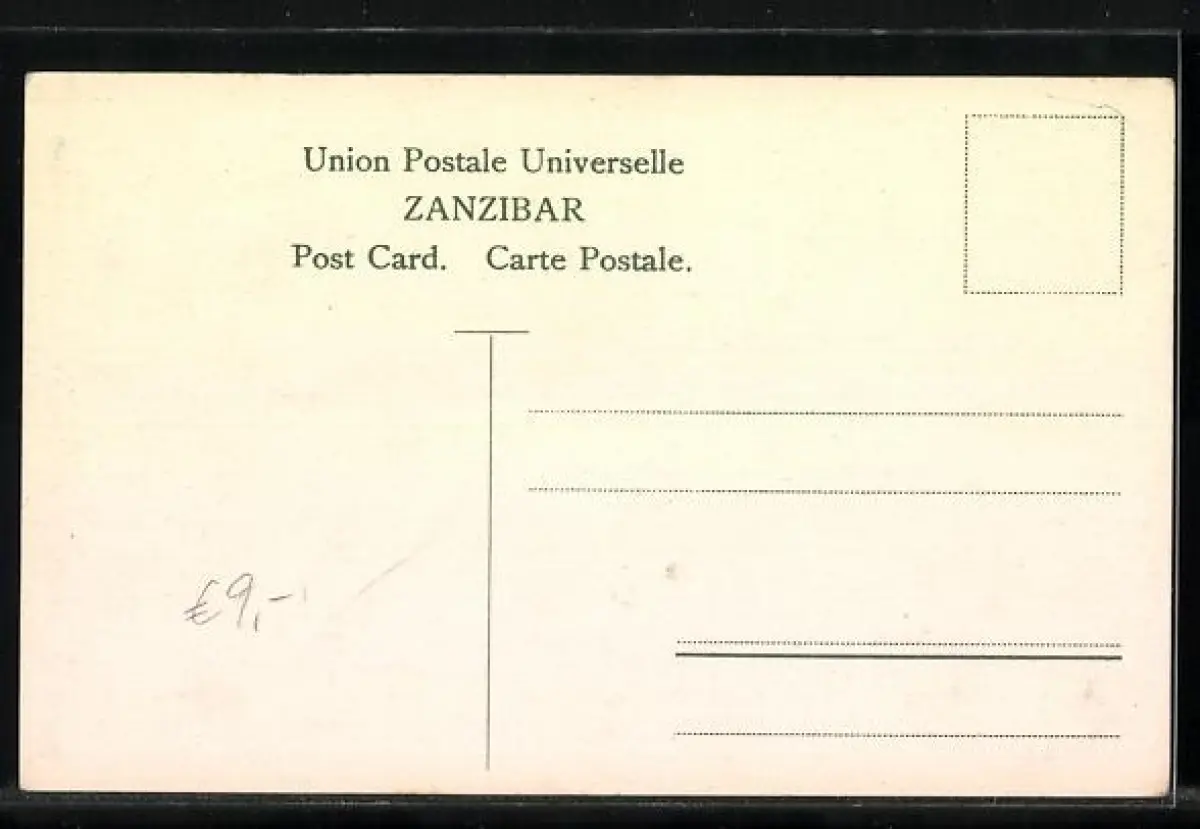 Union Postale Universelle
ZANZIBAR
Post Card. Carte Postale.
€9,-